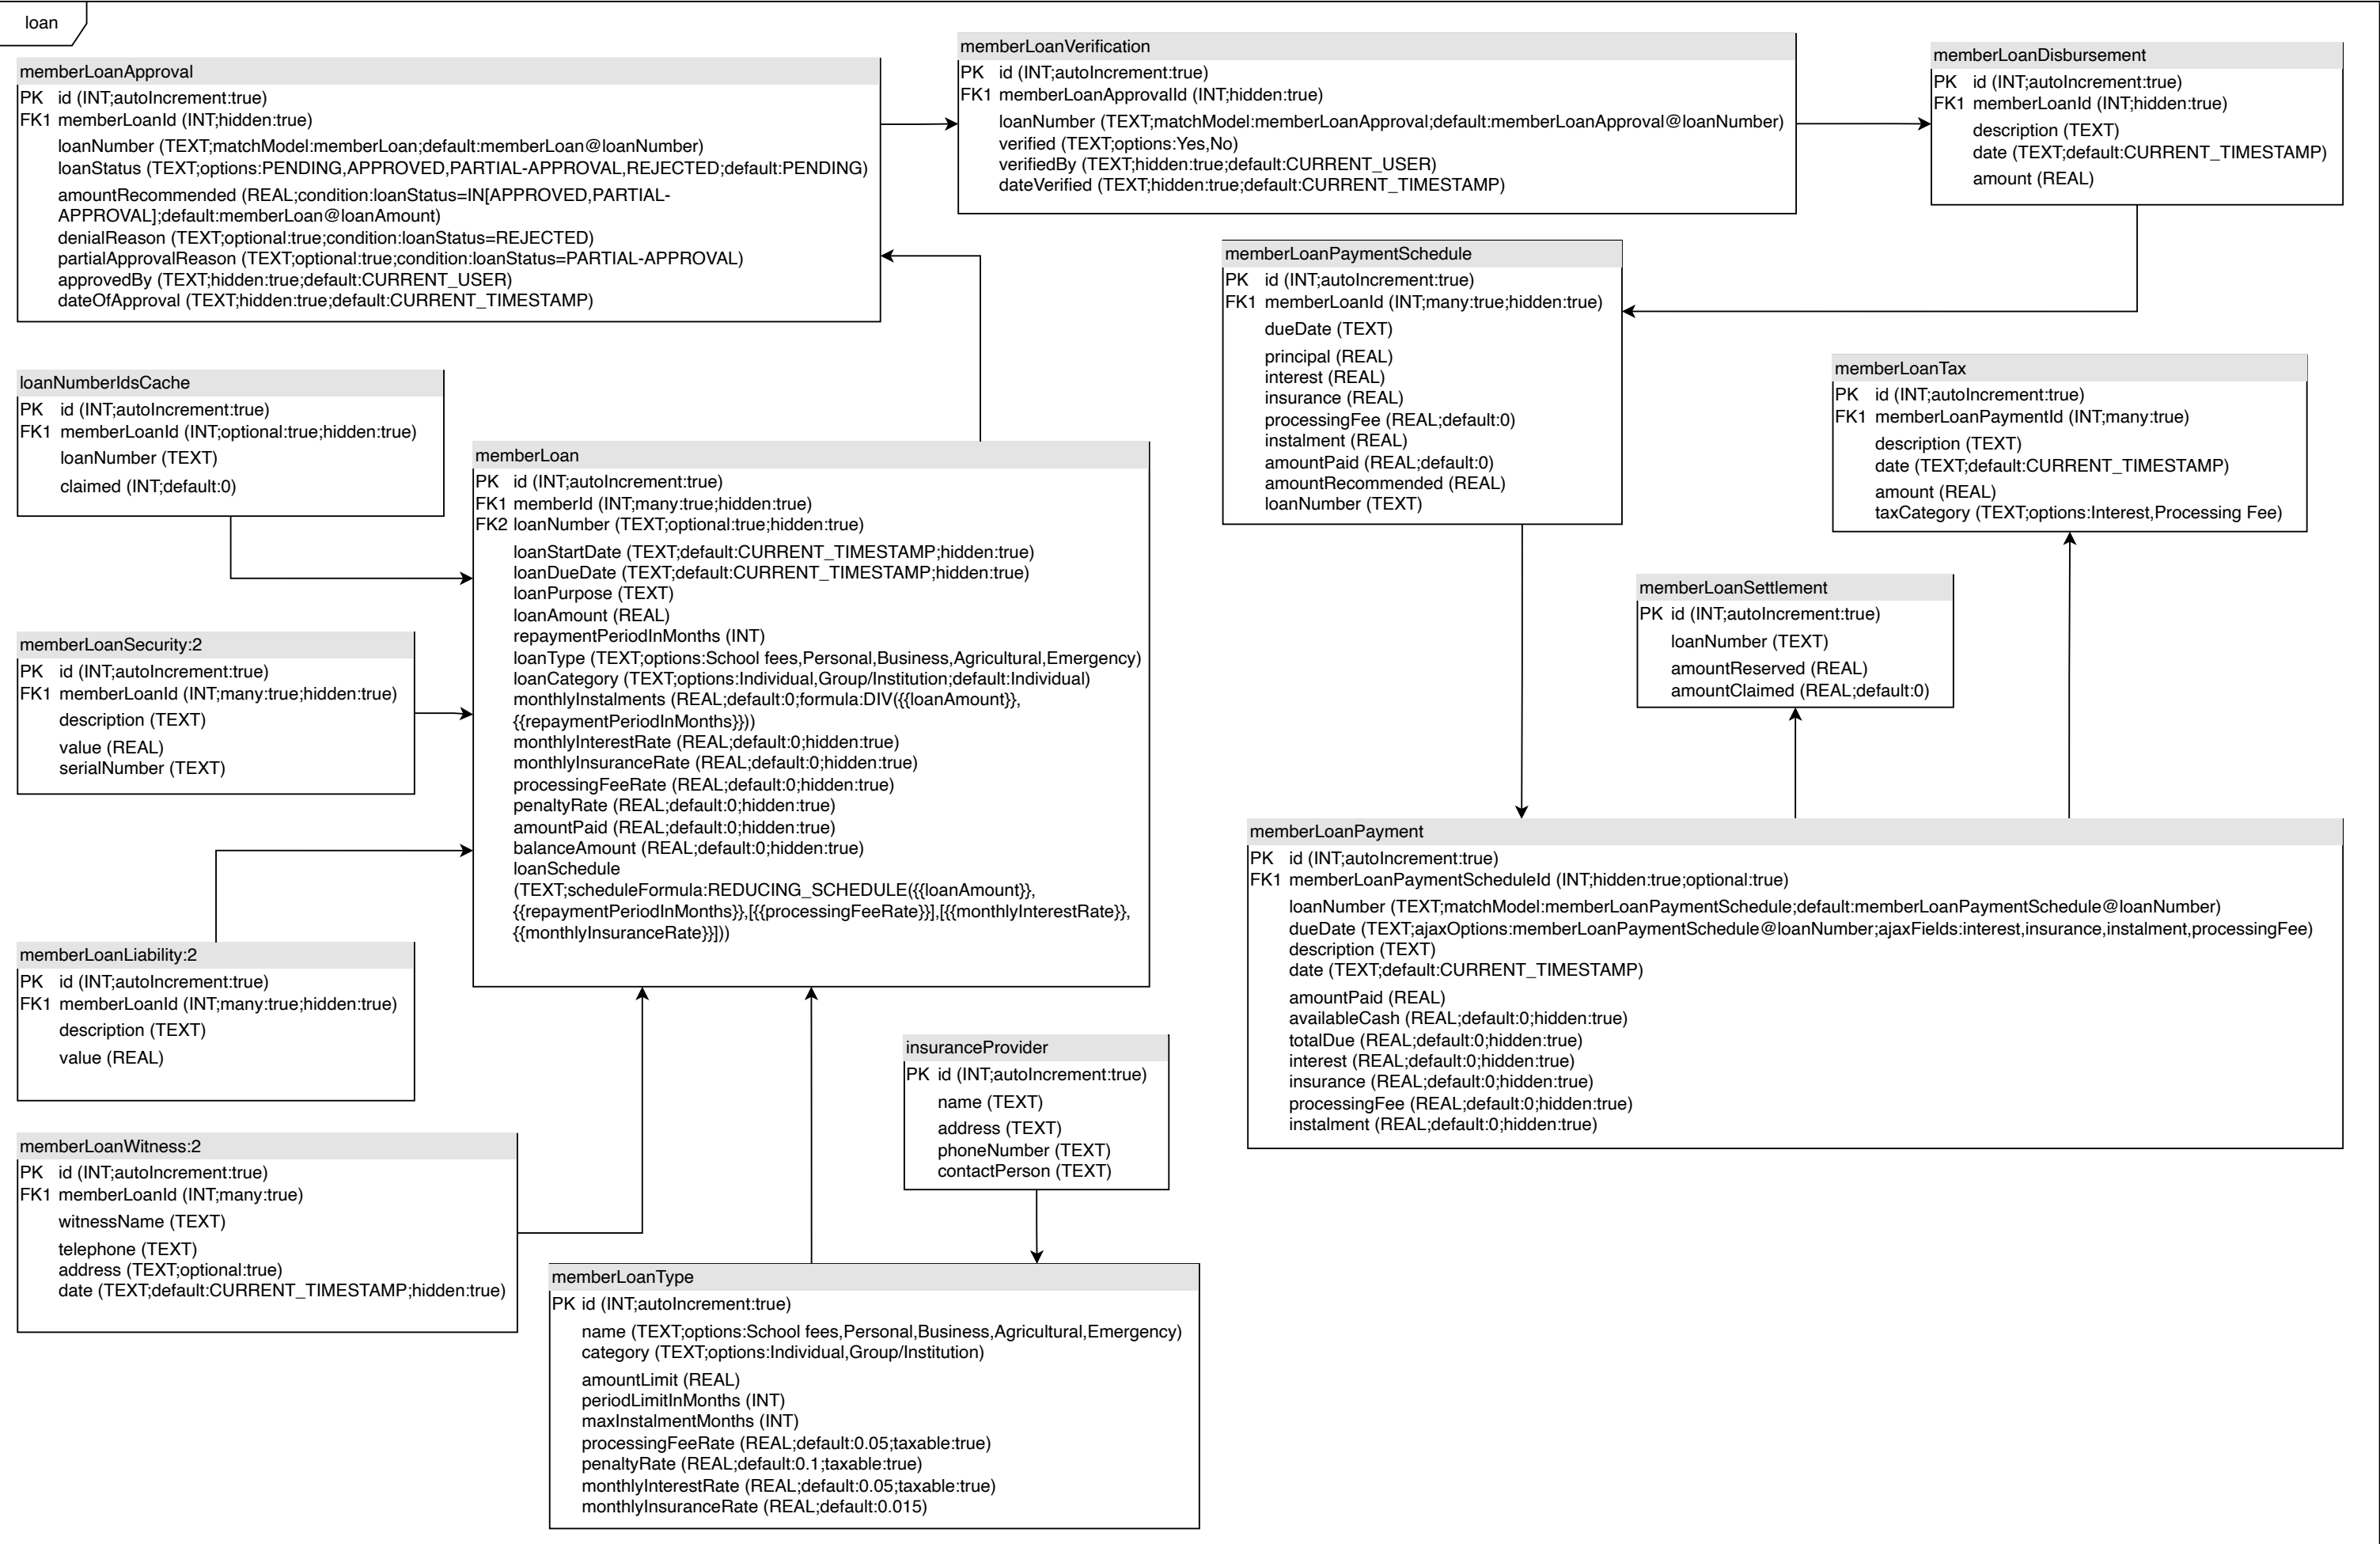 loan
memberLoanApproval
PK id (INT;autoIncrement:true)
FK1 memberLoanId (INT;hidden:true)
loanNumber (TEXT;matchModel:memberLoan;default:memberLoan@loanNumber)
loanStatus (TEXT;options:PENDING,APPROVED,PARTIAL-APPROVAL,REJECTED;default:PENDING)
amountRecommended (REAL;condition:loanStatus=IN[APPROVED,PARTIAL-
APPROVAL];default:memberLoan@loanAmount)
denialReason (TEXT;optional:true;condition:loanStatus=REJECTED)
partialApprovalReason (TEXT;optional:true;condition:loanStatus=PARTIAL-APPROVAL)
approvedBy (TEXT;hidden:true;default:CURRENT_USER)
dateOfApproval (TEXT;hidden:true;default:CURRENT_TIMESTAMP)
memberLoanVerification
PK id (INT;autoIncrement:true)
FK1 memberLoanApprovalId (INT;hidden:true)
loanNumber (TEXT;matchModel:memberLoanApproval;default:memberLoanApproval@loanNumber)
verified (TEXT;options:Yes,No)
verifiedBy (TEXT;hidden:true;default:CURRENT_USER)
dateVerified (TEXT;hidden:true;default:CURRENT_TIMESTAMP)
memberLoanDisbursement
PK id (INT;autoIncrement:true)
FK1 memberLoanId (INT;hidden:true)
description (TEXT)
date (TEXT;default:CURRENT_TIMESTAMP)
amount (REAL)
memberLoanPaymentSchedule
PK id (INT;autoIncrement:true)
FK1 memberLoanId (INT;many:true;hidden:true)
dueDate (TEXT)
principal (REAL)
interest (REAL)
insurance (REAL)
processingFee (REAL;default:0)
instalment (REAL)
amountPaid (REAL;default:0)
amountRecommended (REAL)
loanNumber (TEXT)
memberLoanTax
PK id (INT;autoIncrement:true)
FK1 memberLoanPaymentId (INT;many:true)
description (TEXT)
date (TEXT;default:CURRENT_TIMESTAMP)
amount (REAL)
taxCategory (TEXT;options:Interest,Processing Fee)
loanNumberIdsCache
PK id (INT;autoIncrement:true)
FK1 memberLoanId (INT;optional:true;hidden:true)
loanNumber (TEXT)
claimed (INT;default:0)
memberLoan
PK id (INT;autoIncrement:true)
FK1 memberId (INT;many:true;hidden:true)
FK2 loanNumber (TEXT;optional:true;hidden:true)
loanStartDate (TEXT;default:CURRENT_TIMESTAMP;hidden:true)
loanDueDate (TEXT;default:CURRENT_TIMESTAMP;hidden:true)
loanPurpose (TEXT)
loanAmount (REAL)
repaymentPeriodInMonths (INT)
loanType (TEXT;options:School fees,Personal,Business,Agricultural,Emergency)
loanCategory (TEXT;options:Individual,Group/Institution;default:Individual)
monthlyInstalments (REAL;default:0;formula:DIV({{loanAmount}},
{{repaymentPeriodInMonths}}))
monthlyInterestRate (REAL;default:0;hidden:true)
monthlyInsuranceRate (REAL;default:0;hidden:true)
processingFeeRate (REAL;default:0;hidden:true)
penaltyRate (REAL;default:0;hidden:true)
amountPaid (REAL;default:0;hidden:true)
balanceAmount (REAL;default:0;hidden:true)
loanSchedule
(TEXT;scheduleFormula:REDUCING_SCHEDULE({{loanAmount}},
{{repaymentPeriodInMonths}},[{{processingFeeRate}}],[{{monthlyInterestRate}},
{{monthlyInsuranceRate}}]))
memberLoanSettlement
PK id (INT;autoIncrement:true)
loanNumber (TEXT)
amountReserved (REAL)
amountClaimed (REAL;default:0)
memberLoanSecurity:2
PK id (INT;autoIncrement:true)
FK1 memberLoanId (INT;many:true;hidden:true)
description (TEXT)
value (REAL)
serialNumber (TEXT)
memberLoanPayment
PK id (INT;autoIncrement:true)
FK1 memberLoanPaymentScheduleId (INT;hidden:true;optional:true)
loanNumber (TEXT;matchModel:memberLoanPaymentSchedule;default:memberLoanPaymentSchedule@loanNumber)
dueDate (TEXT;ajaxOptions:memberLoanPaymentSchedule@loanNumber;ajaxFields:interest,insurance,instalment,processingFee)
description (TEXT)
date (TEXT;default:CURRENT_TIMESTAMP)
amountPaid (REAL)
availableCash (REAL;default:0;hidden:true)
totalDue (REAL;default:0;hidden:true)
interest (REAL;default:0;hidden:true)
insurance (REAL;default:0;hidden:true)
processingFee (REAL;default:0;hidden:true)
instalment (REAL;default:0;hidden:true)
memberLoanLiability:2
PK id (INT;autoIncrement:true)
FK1 memberLoanId (INT;many:true;hidden:true)
description (TEXT)
value (REAL)
insuranceProvider
PK id (INT;autoIncrement:true)
name (TEXT)
address (TEXT)
phoneNumber (TEXT)
contactPerson (TEXT)
memberLoanWitness:2
PK id (INT;autoIncrement:true)
FK1 memberLoanId (INT;many:true)
witnessName (TEXT)
telephone (TEXT)
address (TEXT;optional:true)
date (TEXT;default:CURRENT_TIMESTAMP;hidden:true)
memberLoanType
PK id (INT;autoIncrement:true)
name (TEXT;options:School fees,Personal,Business,Agricultural,Emergency)
category (TEXT;options:Individual,Group/Institution)
amountLimit (REAL)
periodLimitInMonths (INT)
maxInstalmentMonths (INT)
processingFeeRate (REAL;default:0.05;taxable:true)
penaltyRate (REAL;default:0.1;taxable:true)
monthlyInterestRate (REAL;default:0.05;taxable:true)
monthlyInsuranceRate (REAL;default:0.015)